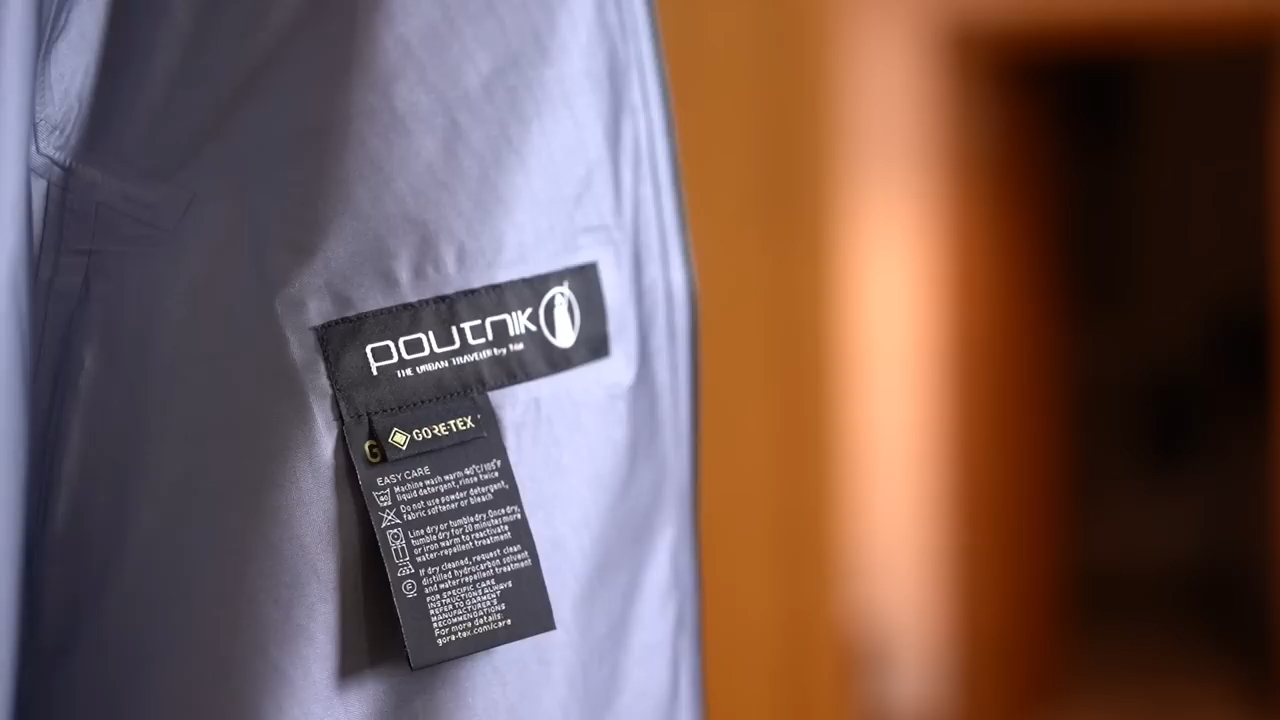 POUTNIK
THE URBAN TRAVELER by Tilak
G
GORE-TEX
EASY CARE
Machine wash warm 40°C/105°F
liquid detergent, rinse twice
Do not use powder detergent,
fabric softener or bleach
Line dry or tumble dry. Once dry,
tumble dry for 20 minutes more
or iron warm to reactivate
water-repellent treatment
If dry cleaned, request clean
distilled hydrocarbon solvent
and water repellent treatment
FOR SPECIFIC CARE
INSTRUCTIONS ALWAYS
REFER TO GARMENT
MANUFACTURER'S
RECOMMENDATIONS
For more details:
gore-tex.com/care
40
F